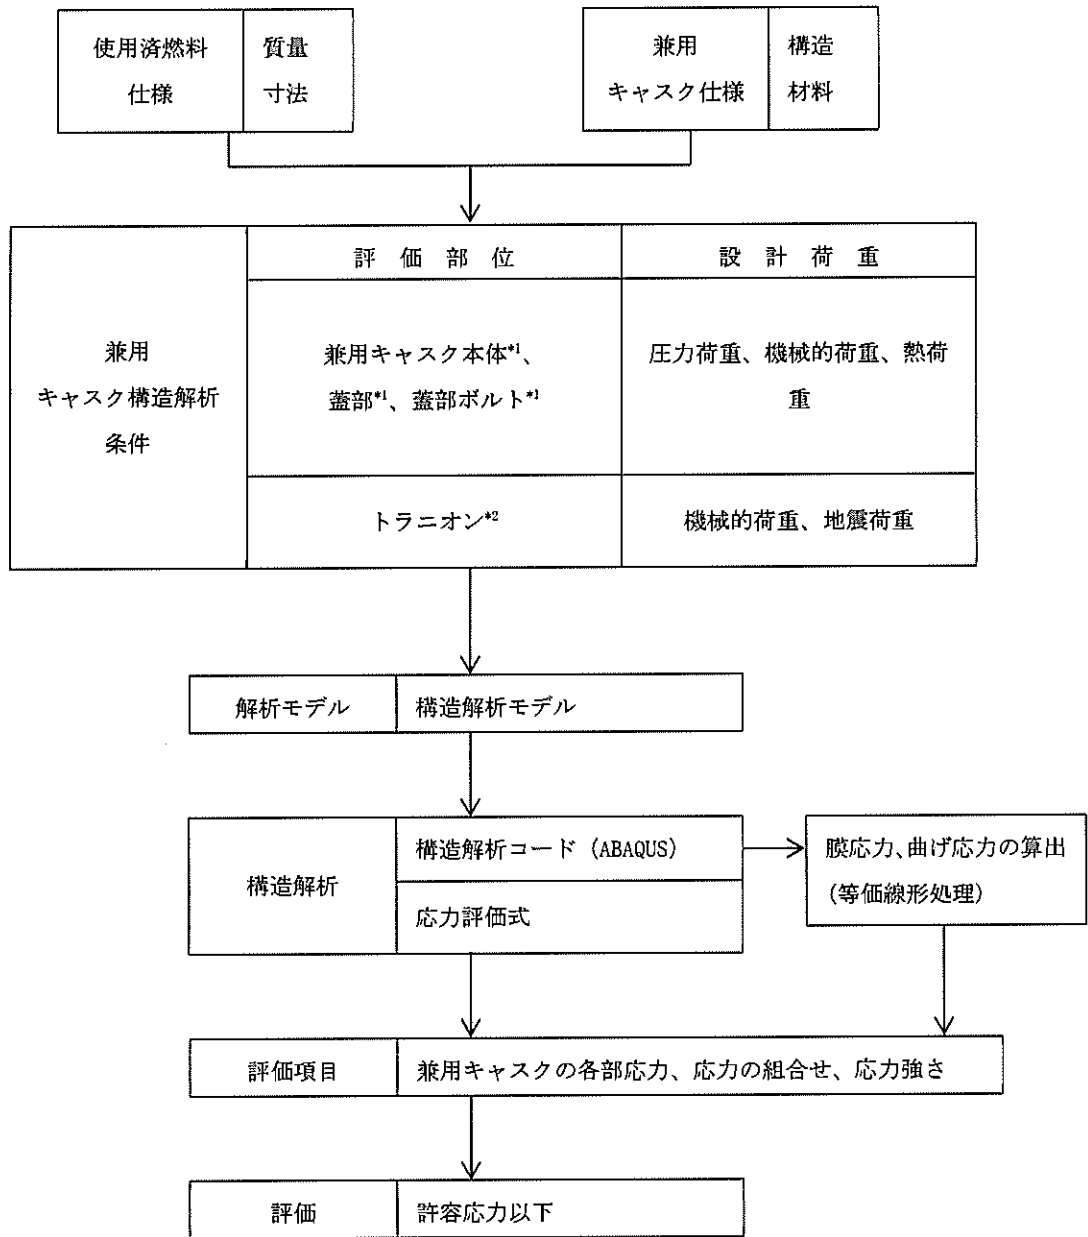 使用済燃料
仕様
質量
寸法
兼用
キャスク仕様
構造
材料
評価部位
設計荷重
兼用
キャスク構造解析
条件
兼用キャスク本体*1、
蓋部*1、蓋部ボルト*1
圧力荷重、機械的荷重、熱荷
重
トラニオン*2
機械的荷重、地震荷重
解析モデル
構造解析モデル
構造解析
構造解析コード (ABAQUS)
応力評価式
膜応力、曲げ応力の算出
(等価線形処理)
評価項目
兼用キャスクの各部応力、応力の組合せ、応力強さ
評価
許容応力以下